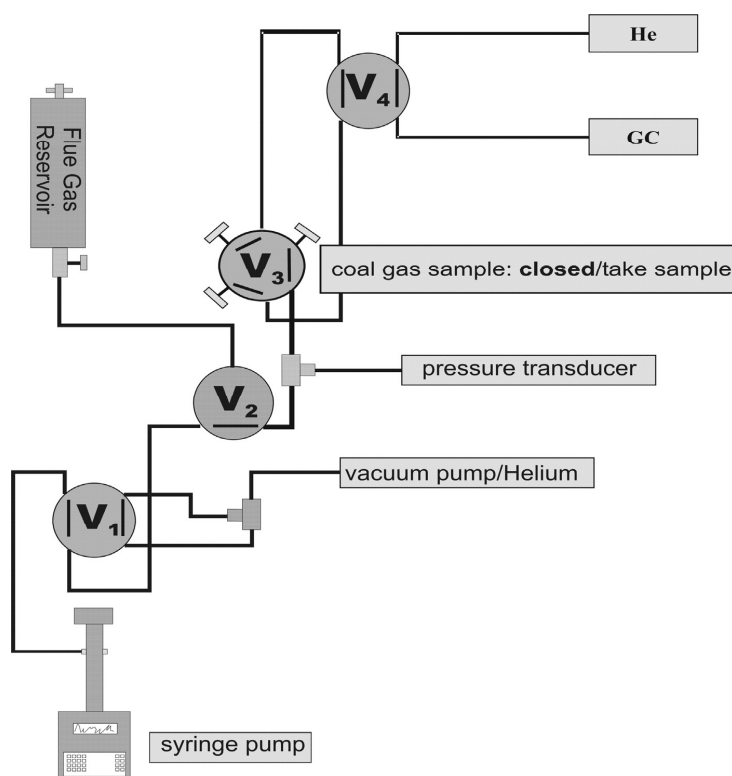 He
V4
GC
Flue Gas
Reservoir
V3
coal gas sample: closed/take sample
pressure transducer
V2
vacuum pump/Helium
V1
syringe pump